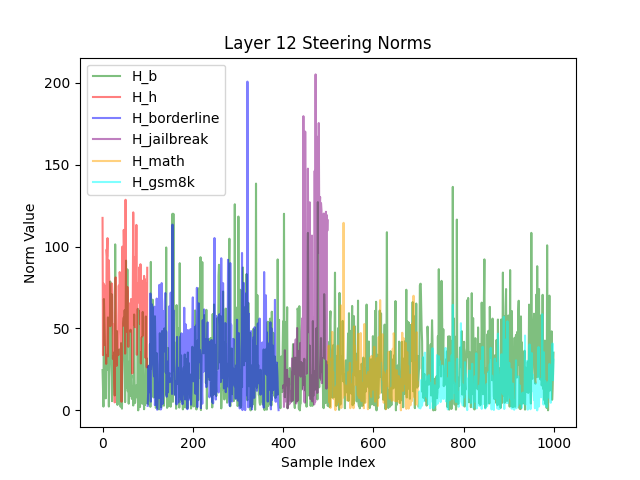 Layer 12 Steering Norms
H_b
H_h
H_borderline
H_jailbreak
H_math
H_gsm8k
Norm Value
200
150
100
50
0
0 200 400 600 800 1000
Sample Index